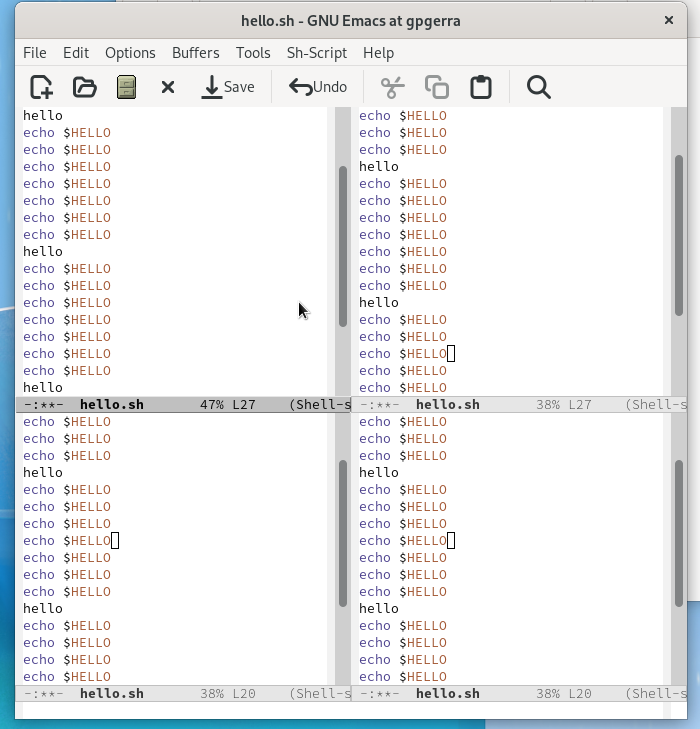 hello.sh - GNU Emacs at gpgerra ×
File Edit Options Buffers Tools Sh-Script Help
Save Undo
hello
echo $HELLO
echo $HELLO
echo $HELLO
echo $HELLO
echo $HELLO
echo $HELLO
echo $HELLO
hello
echo $HELLO
echo $HELLO
echo $HELLO
echo $HELLO
echo $HELLO
echo $HELLO
echo $HELLO
hello
-:**- hello.sh 47% L27 (Shell-s
echo $HELLO
echo $HELLO
echo $HELLO
hello
echo $HELLO
echo $HELLO
echo $HELLO
echo $HELLO
echo $HELLO
echo $HELLO
echo $HELLO
hello
echo $HELLO
echo $HELLO
echo $HELLO
echo $HELLO
echo $HELLO
-:**- hello.sh 38% L27 (Shell-s
echo $HELLO
echo $HELLO
echo $HELLO
hello
echo $HELLO
echo $HELLO
echo $HELLO
echo $HELLO
echo $HELLO
echo $HELLO
echo $HELLO
hello
echo $HELLO
echo $HELLO
echo $HELLO
echo $HELLO
-:**- hello.sh 38% L20 (Shell-s
echo $HELLO
echo $HELLO
echo $HELLO
hello
echo $HELLO
echo $HELLO
echo $HELLO
echo $HELLO
echo $HELLO
echo $HELLO
echo $HELLO
hello
echo $HELLO
echo $HELLO
echo $HELLO
echo $HELLO
-:**- hello.sh 38% L20 (Shell-s